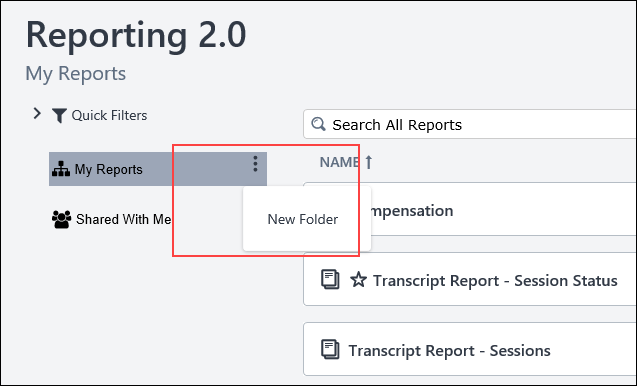 Reporting 2.0
My Reports
Quick Filters
Search All Reports
My Reports
NAME
Shared With Me
New Folder
mpensation
Transcript Report - Session Status
Transcript Report - Sessions